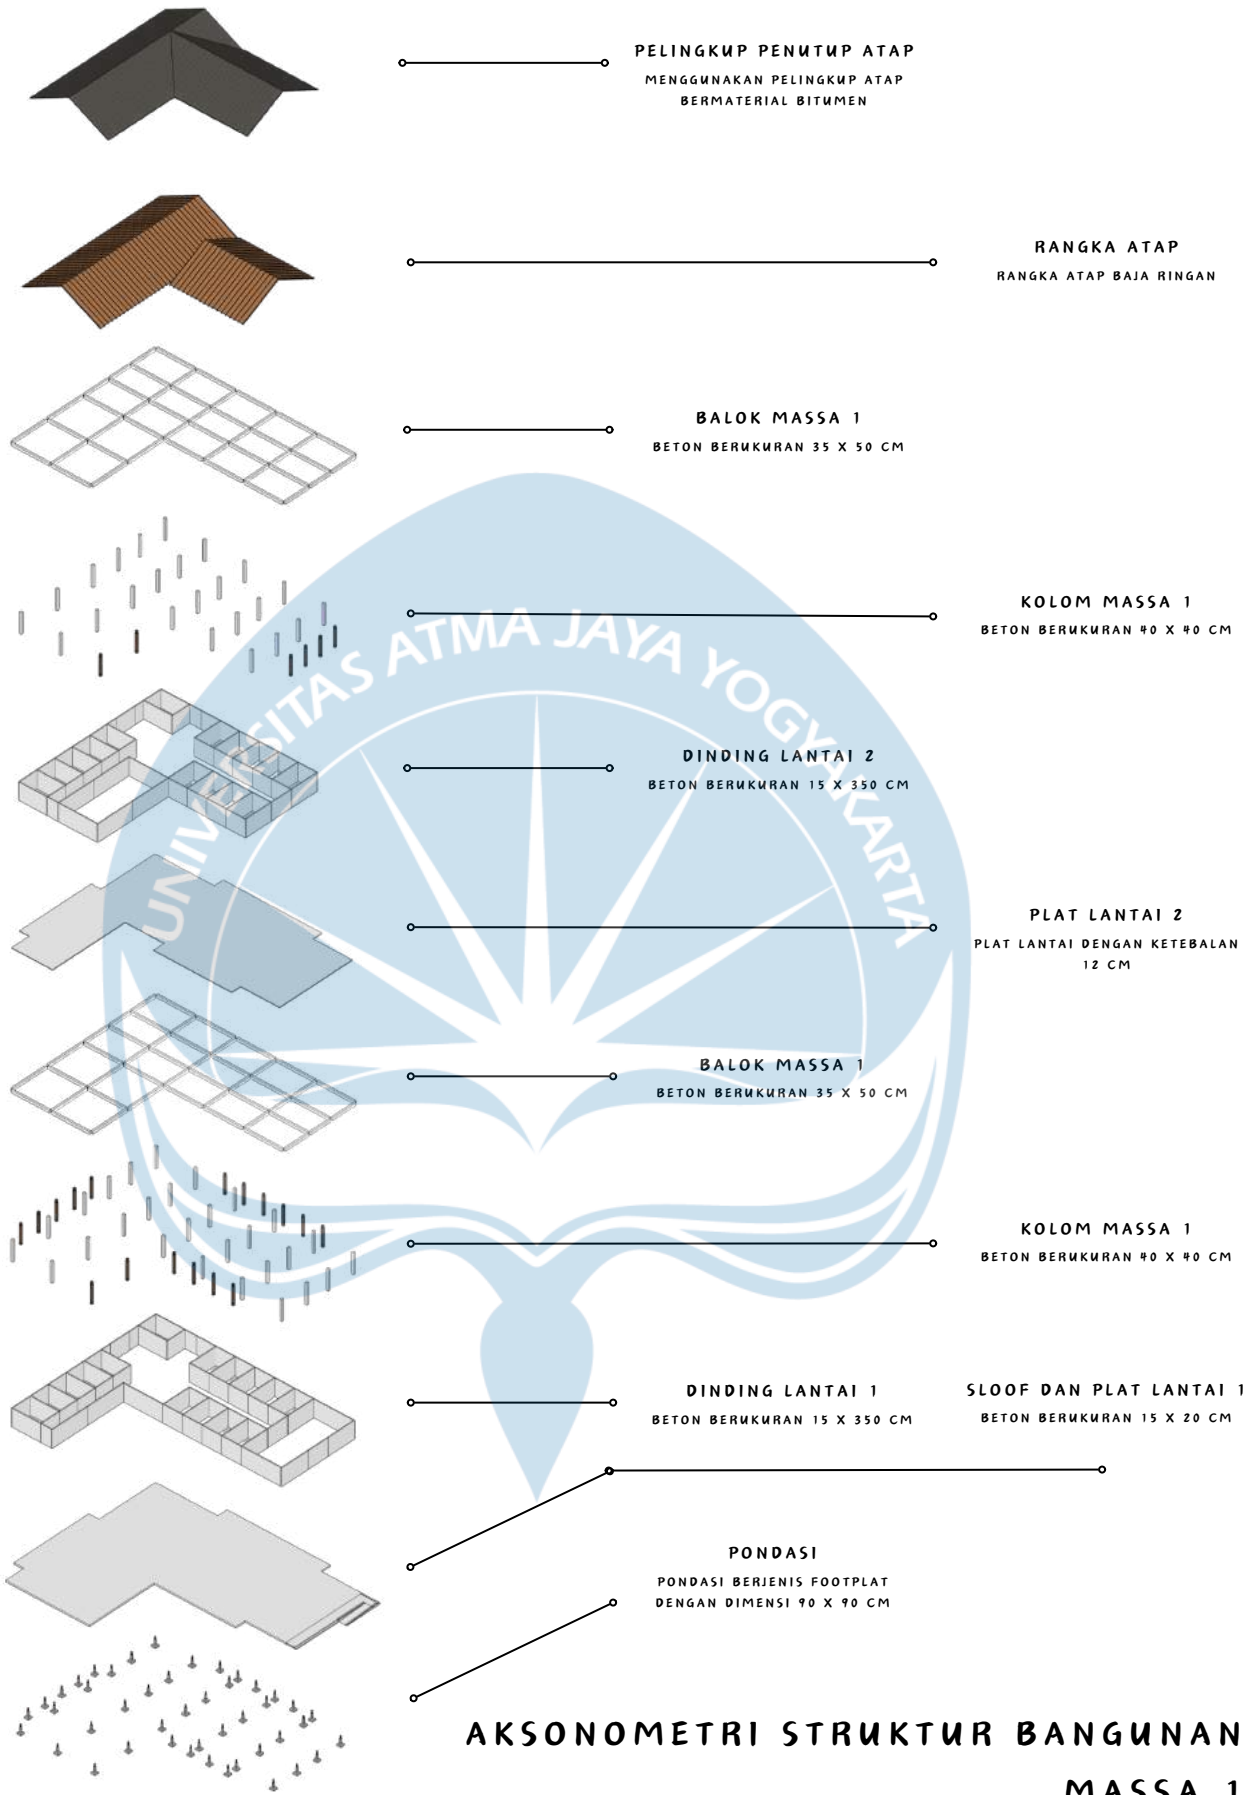 PELINGKUP PENUTUP ATAP
MENGGUNAKAN PELINGKUP ATAP
BERMATERIAL BITUMEN
RANGKA ATAP
RANGKA ATAP BAJA RINGAN
BALOK MASSA 1
BETON BERUKURAN 35 X 50 CM
KOLOM MASSA 1
BETON BERUKURAN 40 X 40 CM
UNIVERSITAS ATMA JAYA YOGYAKARTA
DINDING LANTAI 2
BETON BERUKURAN 15 X 350 CM
PLAT LANTAI 2
PLAT LANTAI DENGAN KETEBALAN
12 CM
BALOK MASSA 1
BETON BERUKURAN 35 X 50 CM
KOLOM MASSA 1
BETON BERUKURAN 40 X 40 CM
DINDING LANTAI 1
BETON BERUKURAN 15 X 350 CM
SLOOF DAN PLAT LANTAI 1
BETON BERUKURAN 15 X 20 CM
PONDASI
PONDASI BERJENIS FOOTPLAT
DENGAN DIMENSI 90 X 90 CM
AKSONOMETRI STRUKTUR BANGUNAN
MASSA 1